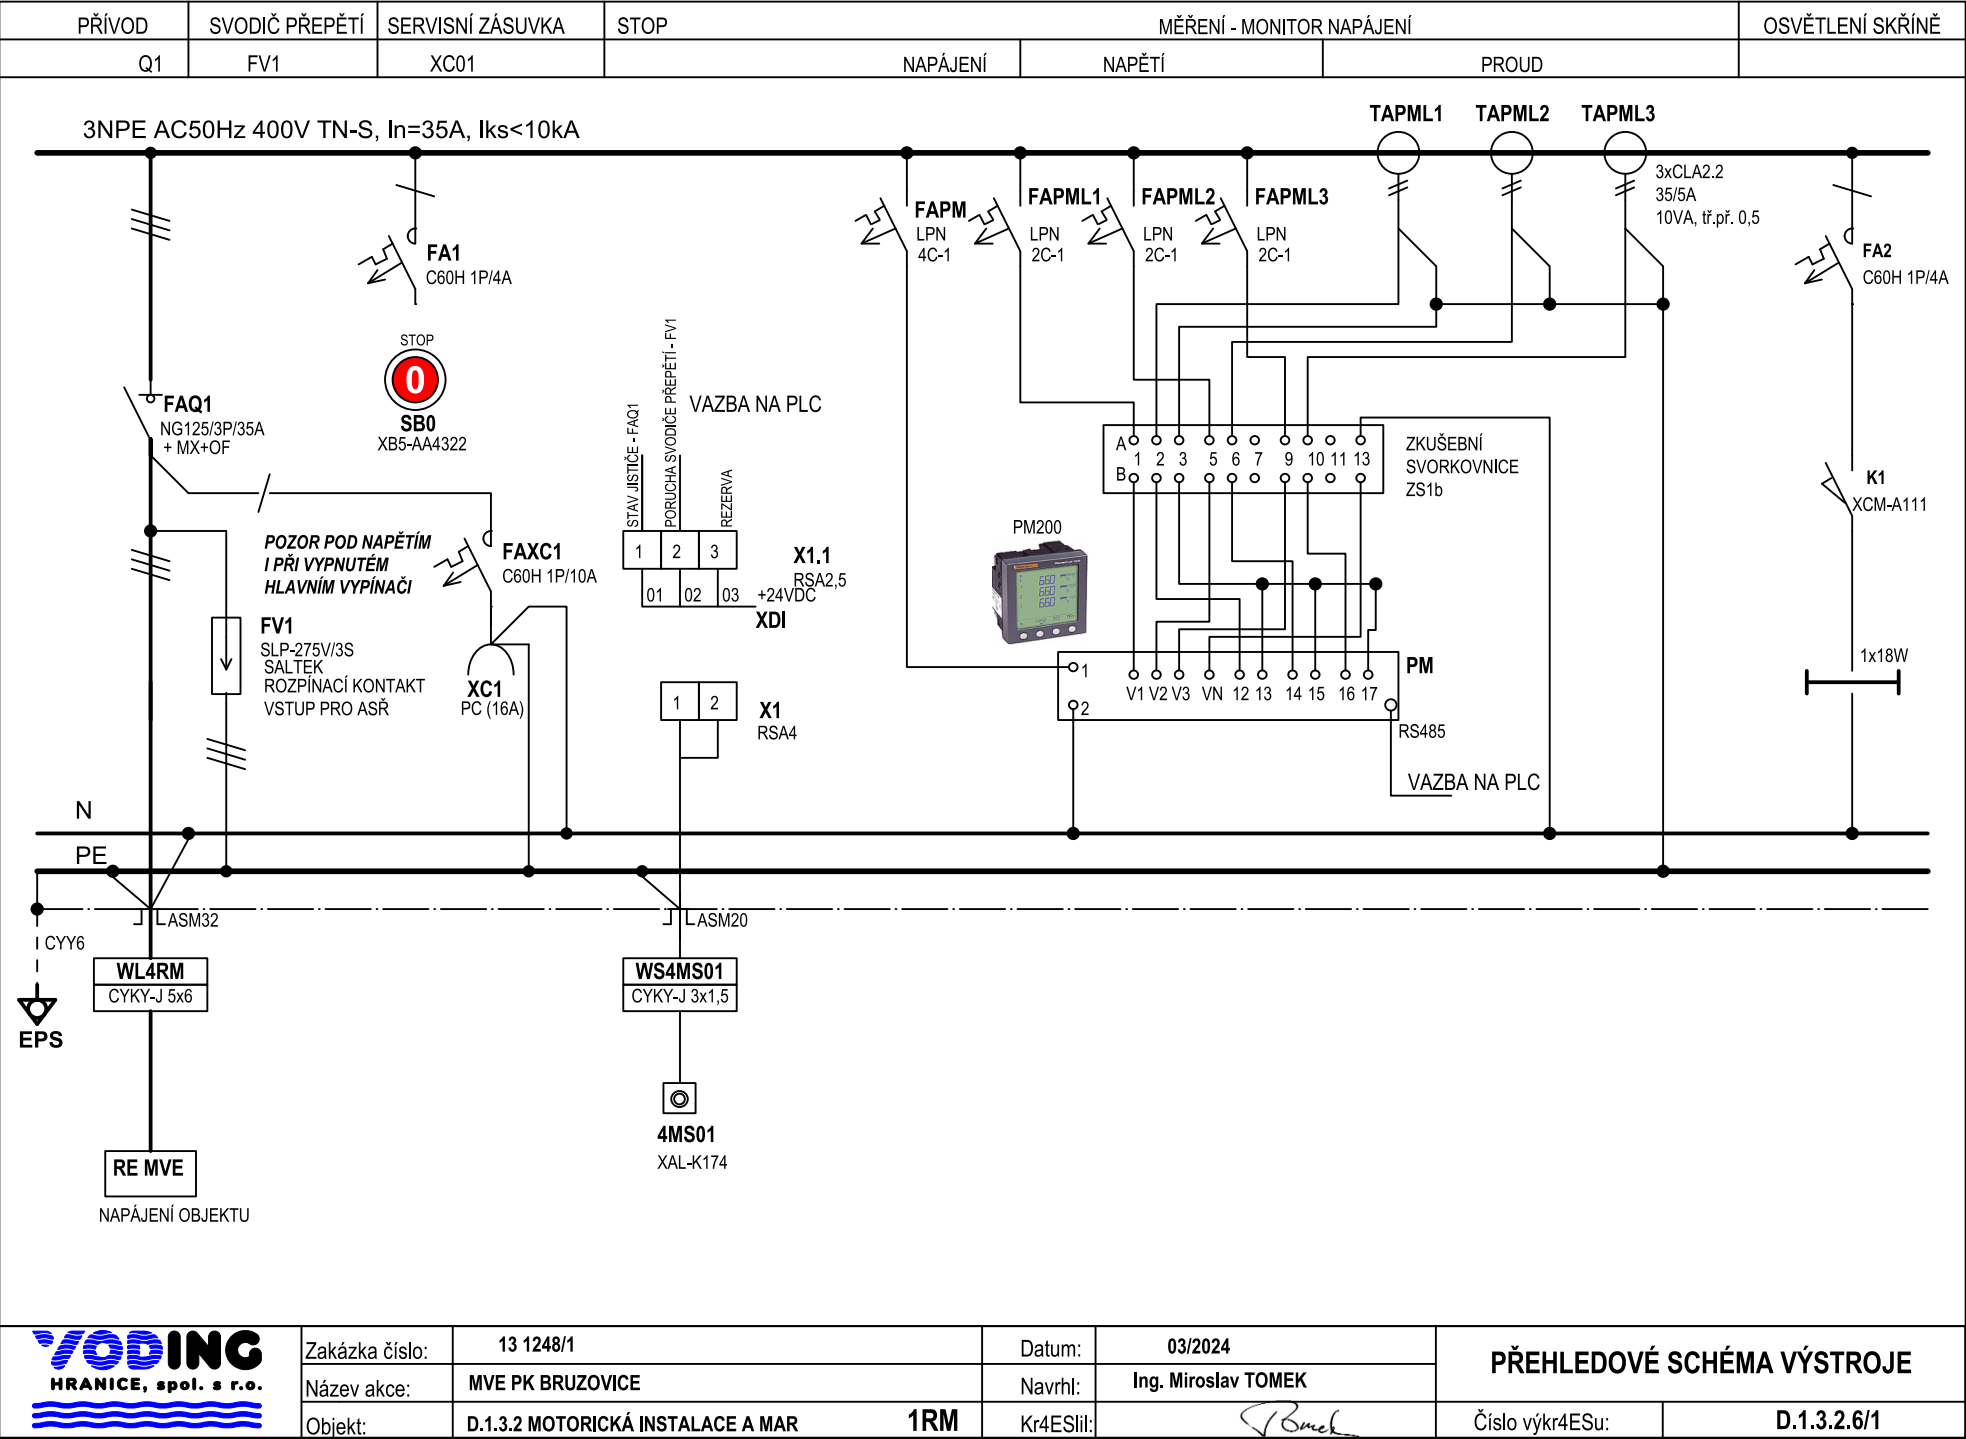 PŘÍVOD
SVODIČ PŘEPĚTÍ
SERVISNÍ ZÁSUVKA
STOP
MĚŘENÍ - MONITOR NAPÁJENÍ
OSVĚTLENÍ SKŘÍNĚ
Q1
FV1
XC01
NAPÁJENÍ
NAPĚTÍ
PROUD
3NPE AC50Hz 400V TN-S, In=35A, Iks<10kA
TAPML1
TAPML2
TAPML3
3xCLA2.2
35/5A
10VA, tř.př. 0,5
FA1
C60H 1P/4A
FAPM
LPN
4C-1
FAPML1
LPN
2C-1
FAPML2
LPN
2C-1
FAPML3
LPN
2C-1
FA2
C60H 1P/4A
STOP
0
SB0
XB5-AA4322
FAQ1
NG125/3P/35A
+ MX+OF
STAV JISTIČE - FAQ1
PORUCHA SVODIČE PŘEPĚTÍ - FV1
REZERVA
VAZBA NA PLC
A
1 2 3 5 6 7 9 10 11 13
B
ZKUŠEBNÍ
SVORKOVNICE
ZS1b
K1
XCM-A111
POZOR POD NAPĚTÍM
I PŘI VYPNUTÉM
HLAVNÍM VYPÍNAČI
FAXC1
C60H 1P/10A
1 2 3
X1.1
RSA2,5
01 02 03
+24VDC
XDI
PM200
FV1
SLP-275V/3S
SALTEK
ROZPÍNACÍ KONTAKT
VSTUP PRO ASŘ
XC1
PC (16A)
1 2
X1
RSA4
1
2
V1 V2 V3 VN 12 13 14 15 16 17
PM
RS485
VAZBA NA PLC
1x18W
N
PE
ASM32
ASM20
CYY6
EPS
WL4RM
CYKY-J 5x6
WS4MS01
CYKY-J 3x1,5
4MS01
XAL-K174
RE MVE
NAPÁJENÍ OBJEKTU
VODING
HRANICE, spol. s r.o.
Zakázka číslo:
13 1248/1
Datum:
03/2024
PŘEHLEDOVÉ SCHÉMA VÝSTROJE
Název akce:
MVE PK BRUZOVICE
Navrhl:
Ing. Miroslav TOMEK
Objekt:
D.1.3.2 MOTORICKÁ INSTALACE A MAR
1RM
Kr4ESlil:
Číslo výkr4ESu:
D.1.3.2.6/1